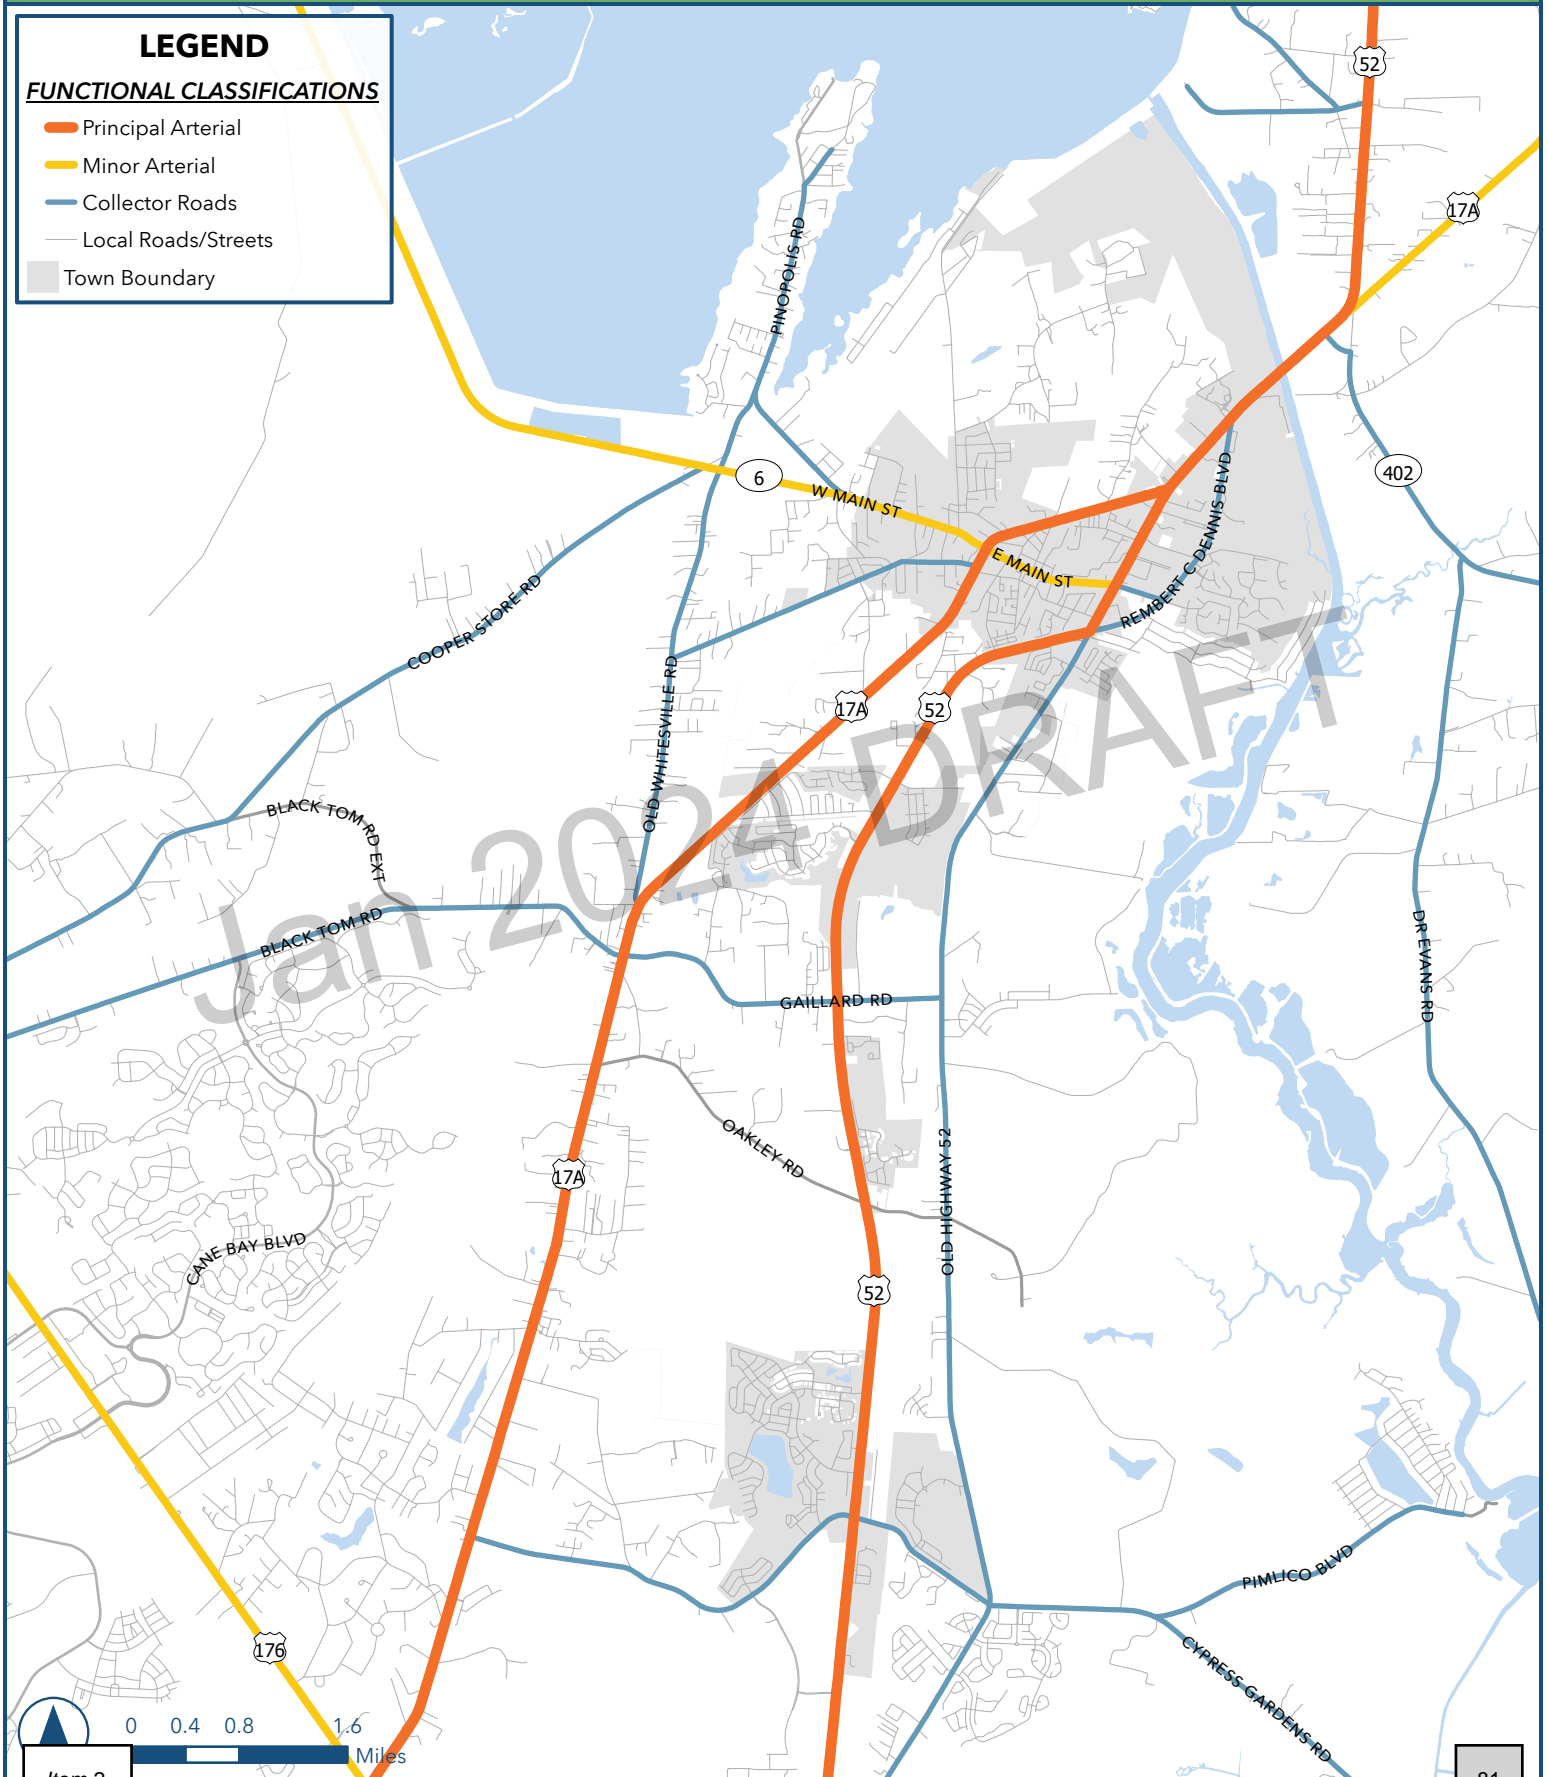 LEGEND
FUNCTIONAL CLASSIFICATIONS
Principal Arterial
Minor Arterial
Collector Roads
Local Roads/Streets
Town Boundary
52
17A
PINOPOLIS RD
6
W MAIN ST
E MAIN ST
REMBERT C DENNIS BLVD
402
COOPER STORE RD
OLD WHITESVILLE RD
17A
52
Jan 2024 DRAFT
BLACK TOM RD EXT
BLACK TOM RD
GAILLARD RD
DR EVANS RD
OAKLEY RD
17A
OLD HIGHWAY 52
CANE BAY BLVD
52
PIMLICO BLVD
176
CYPRESS GARDENS RD
0 0.4 0.8 1.6
Miles